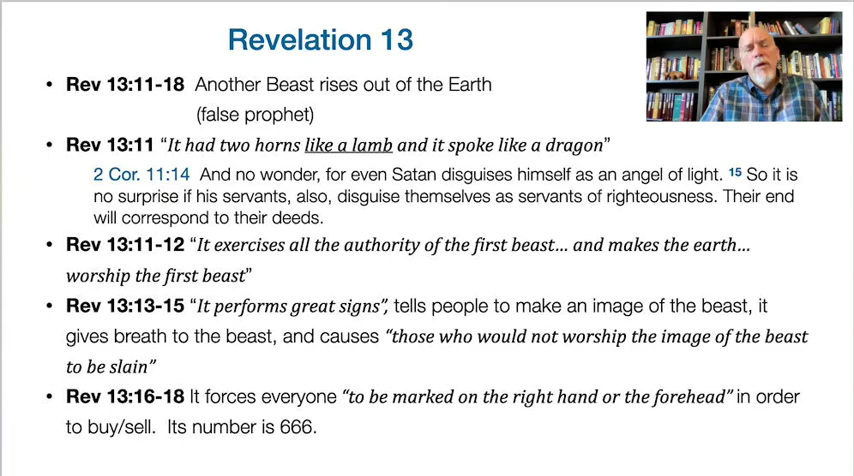 Revelation 13
• Rev 13:11-18 Another Beast rises out of the Earth
(false prophet)
• Rev 13:11 “It had two horns like a lamb and it spoke like a dragon”
2 Cor. 11:14 And no wonder, for even Satan disguises himself as an angel of light. 15 So it is
no surprise if his servants, also, disguise themselves as servants of righteousness. Their end
will correspond to their deeds.
• Rev 13:11-12 “It exercises all the authority of the first beast… and makes the earth…
worship the first beast”
• Rev 13:13-15 “It performs great signs”, tells people to make an image of the beast, it
gives breath to the beast, and causes “those who would not worship the image of the beast
to be slain”
• Rev 13:16-18 It forces everyone “to be marked on the right hand or the forehead” in order
to buy/sell. Its number is 666.